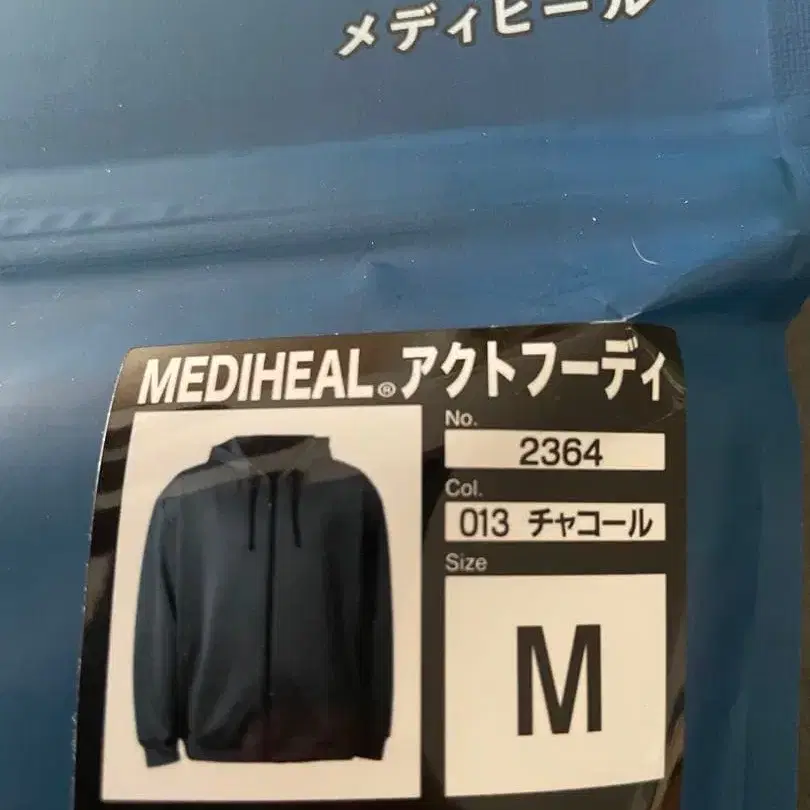 メディヒール
MEDIHEAL®アクトフーディ
No.
2364
Col.
013 チャコール
Size
M